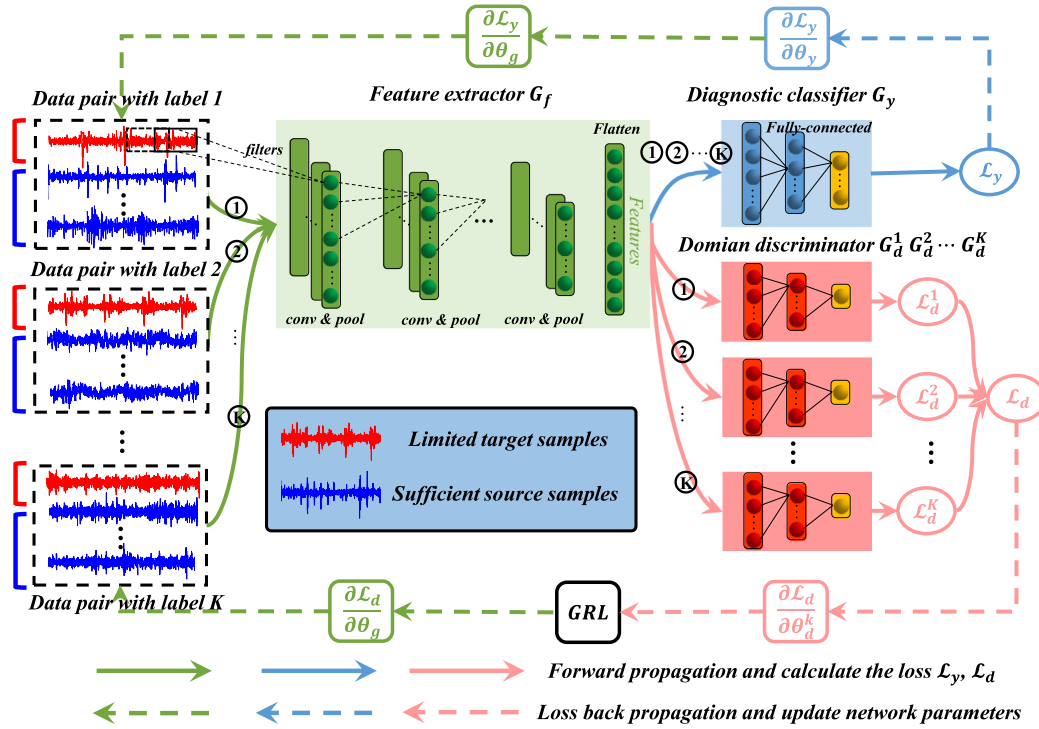 ∂ℒ_y/∂θ_g
∂ℒ_y/∂θ_y
Data pair with label 1
Feature extractor G_f
Diagnostic classifier G_y
filters
Flatten
Features
① ② ··· Ⓚ
Fully-connected
ℒ_y
①
②
⋮
Ⓚ
Data pair with label 2
conv & pool
conv & pool
conv & pool
Domian discriminator G_d^1 G_d^2 ··· G_d^K
①
ℒ_d^1
②
ℒ_d^2
ℒ_d
⋮
Ⓚ
ℒ_d^K
Limited target samples
Sufficient source samples
Data pair with label K
∂ℒ_d/∂θ_g
GRL
∂ℒ_d/∂θ_d^k
Forward propagation and calculate the loss ℒ_y, ℒ_d
Loss back propagation and update network parameters